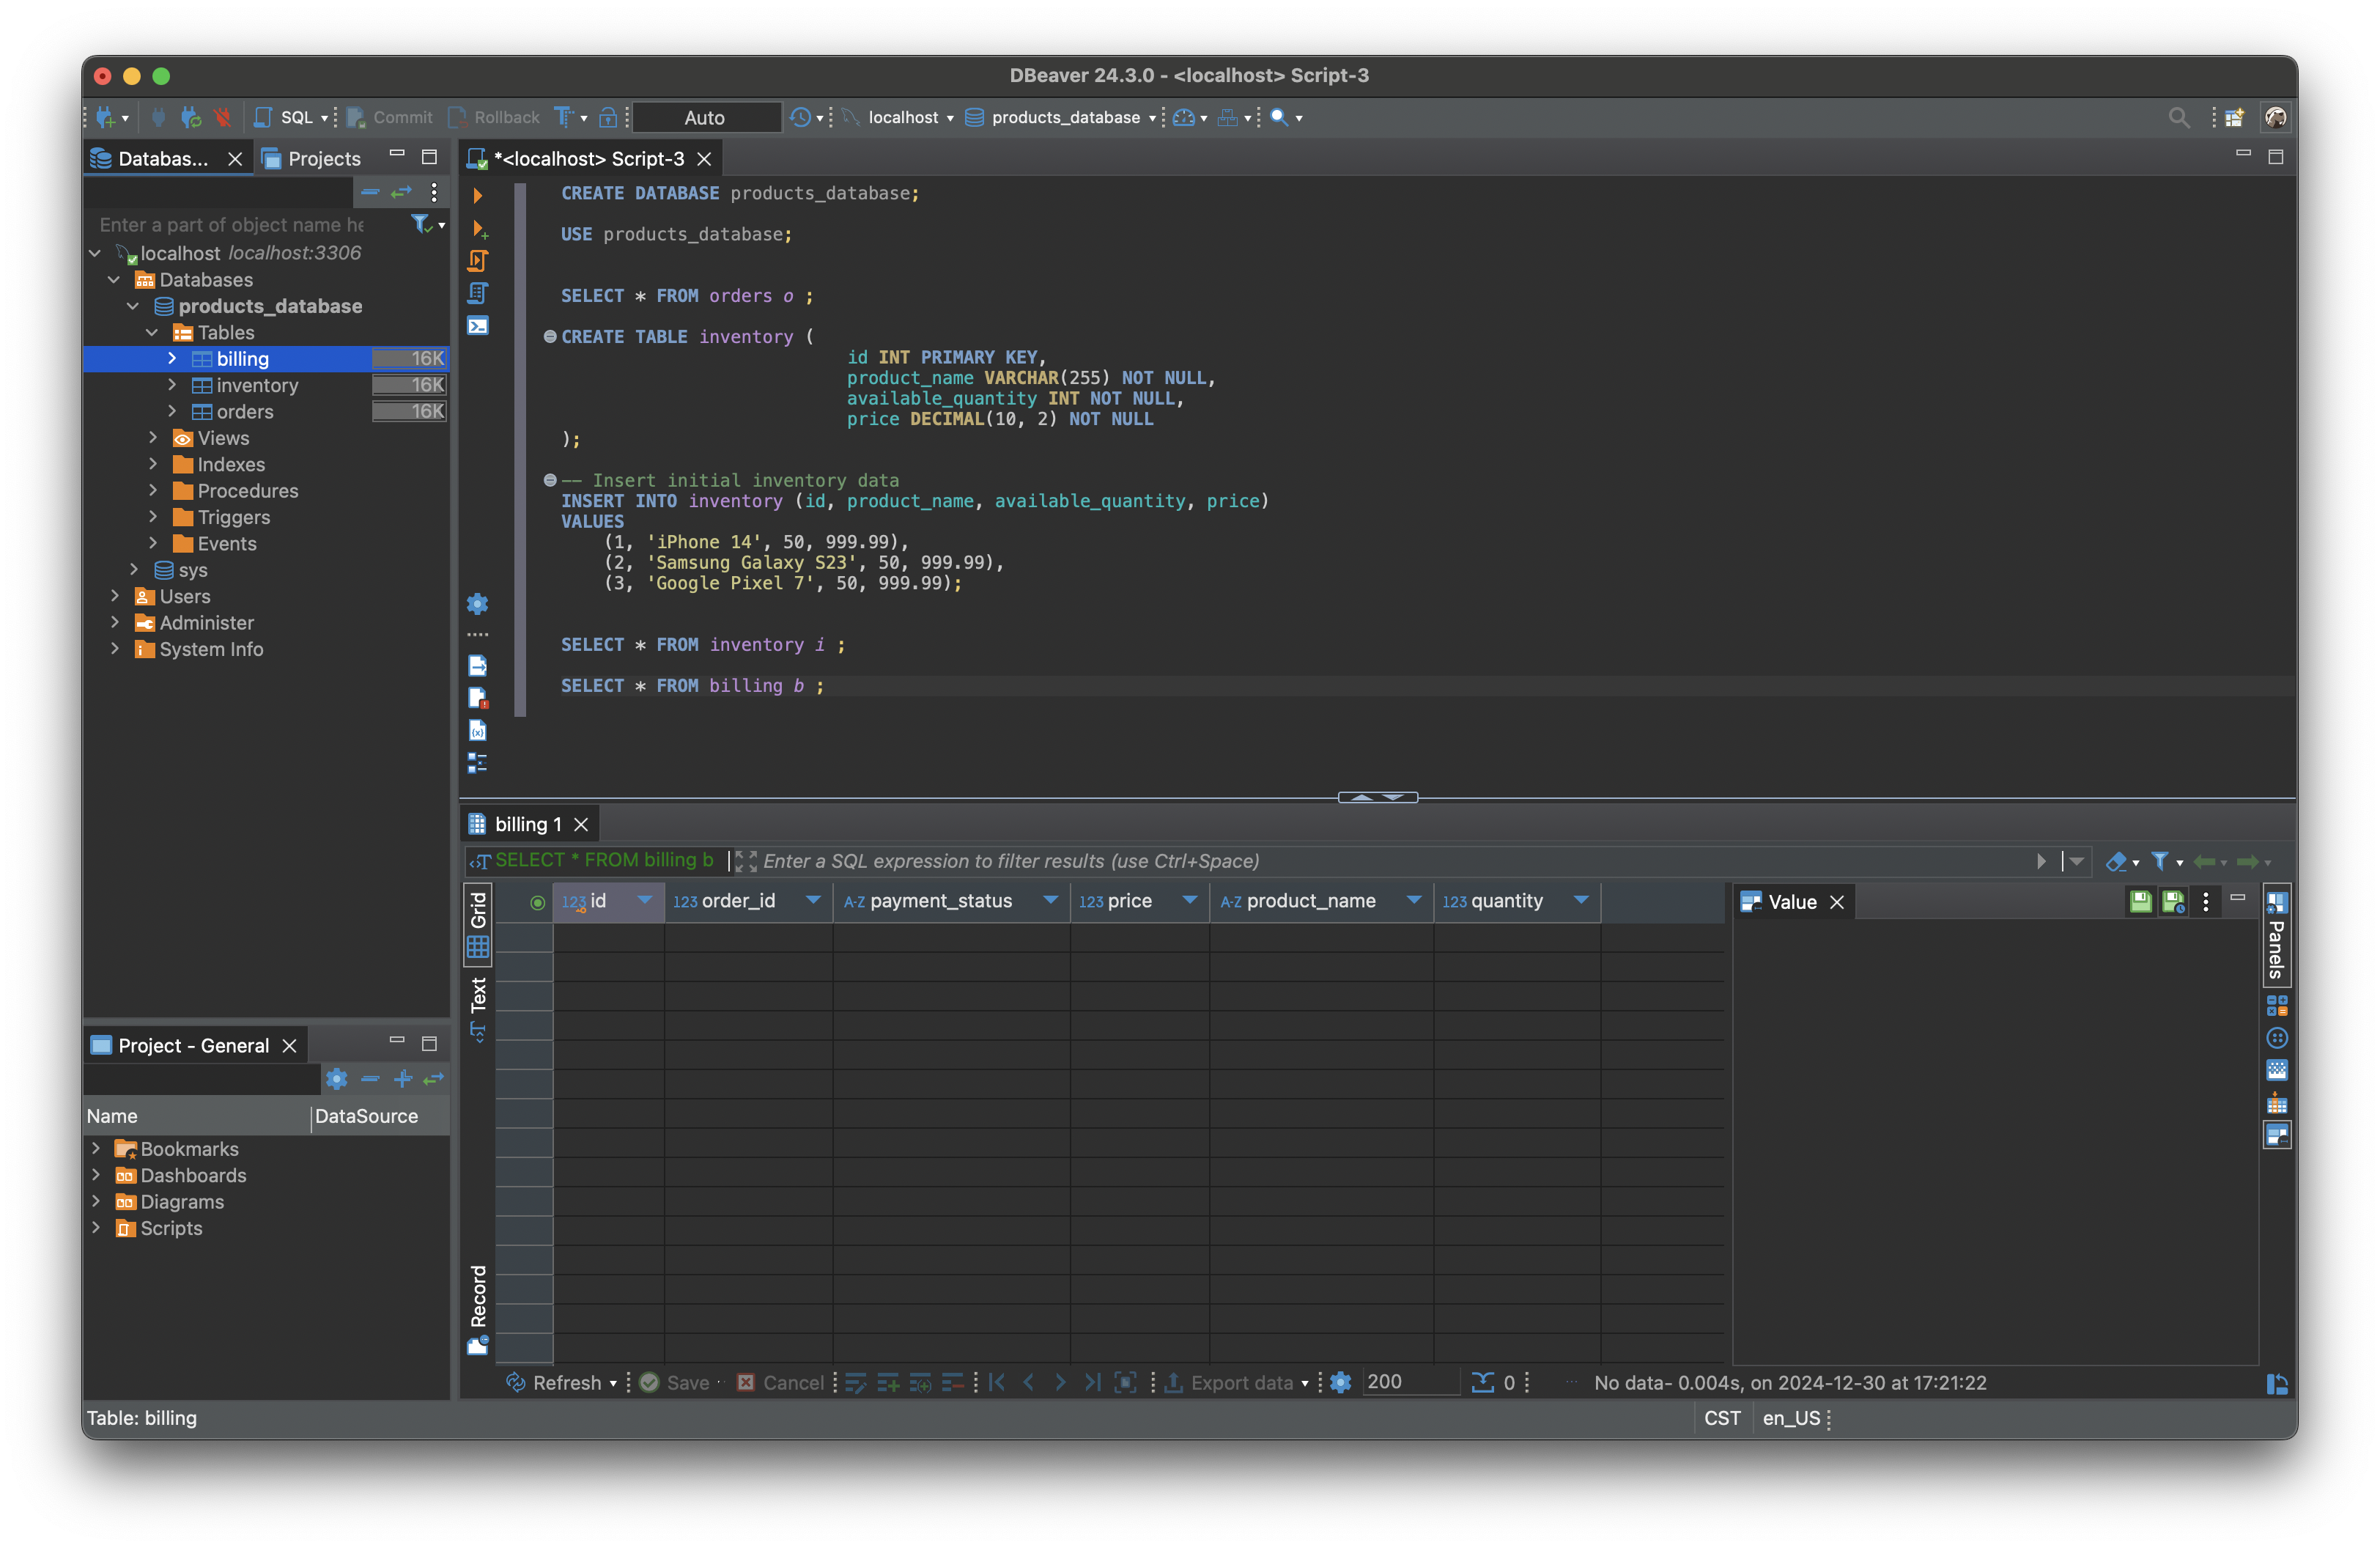 DBeaver 24.3.0 - <localhost> Script-3
SQL Commit Rollback Auto localhost products_database
Databas... Projects
*<localhost> Script-3
Enter a part of object name he
localhost localhost:3306
Databases
products_database
Tables
billing 16K
inventory 16K
orders 16K
Views
Indexes
Procedures
Triggers
Events
sys
Users
Administer
System Info
CREATE DATABASE products_database;
USE products_database;
SELECT * FROM orders o ;
CREATE TABLE inventory (
id INT PRIMARY KEY,
product_name VARCHAR(255) NOT NULL,
available_quantity INT NOT NULL,
price DECIMAL(10, 2) NOT NULL
);
-- Insert initial inventory data
INSERT INTO inventory (id, product_name, available_quantity, price)
VALUES
(1, 'iPhone 14', 50, 999.99),
(2, 'Samsung Galaxy S23', 50, 999.99),
(3, 'Google Pixel 7', 50, 999.99);
SELECT * FROM inventory i ;
SELECT * FROM billing b ;
billing 1
SELECT * FROM billing b Enter a SQL expression to filter results (use Ctrl+Space)
Grid
Text
Record
123 id 123 order_id A-Z payment_status 123 price A-Z product_name 123 quantity
Value
Panels
Project - General
Name DataSource
Bookmarks
Dashboards
Diagrams
Scripts
Refresh Save Cancel Export data 200 0 No data- 0.004s, on 2024-12-30 at 17:21:22
Table: billing CST en_US